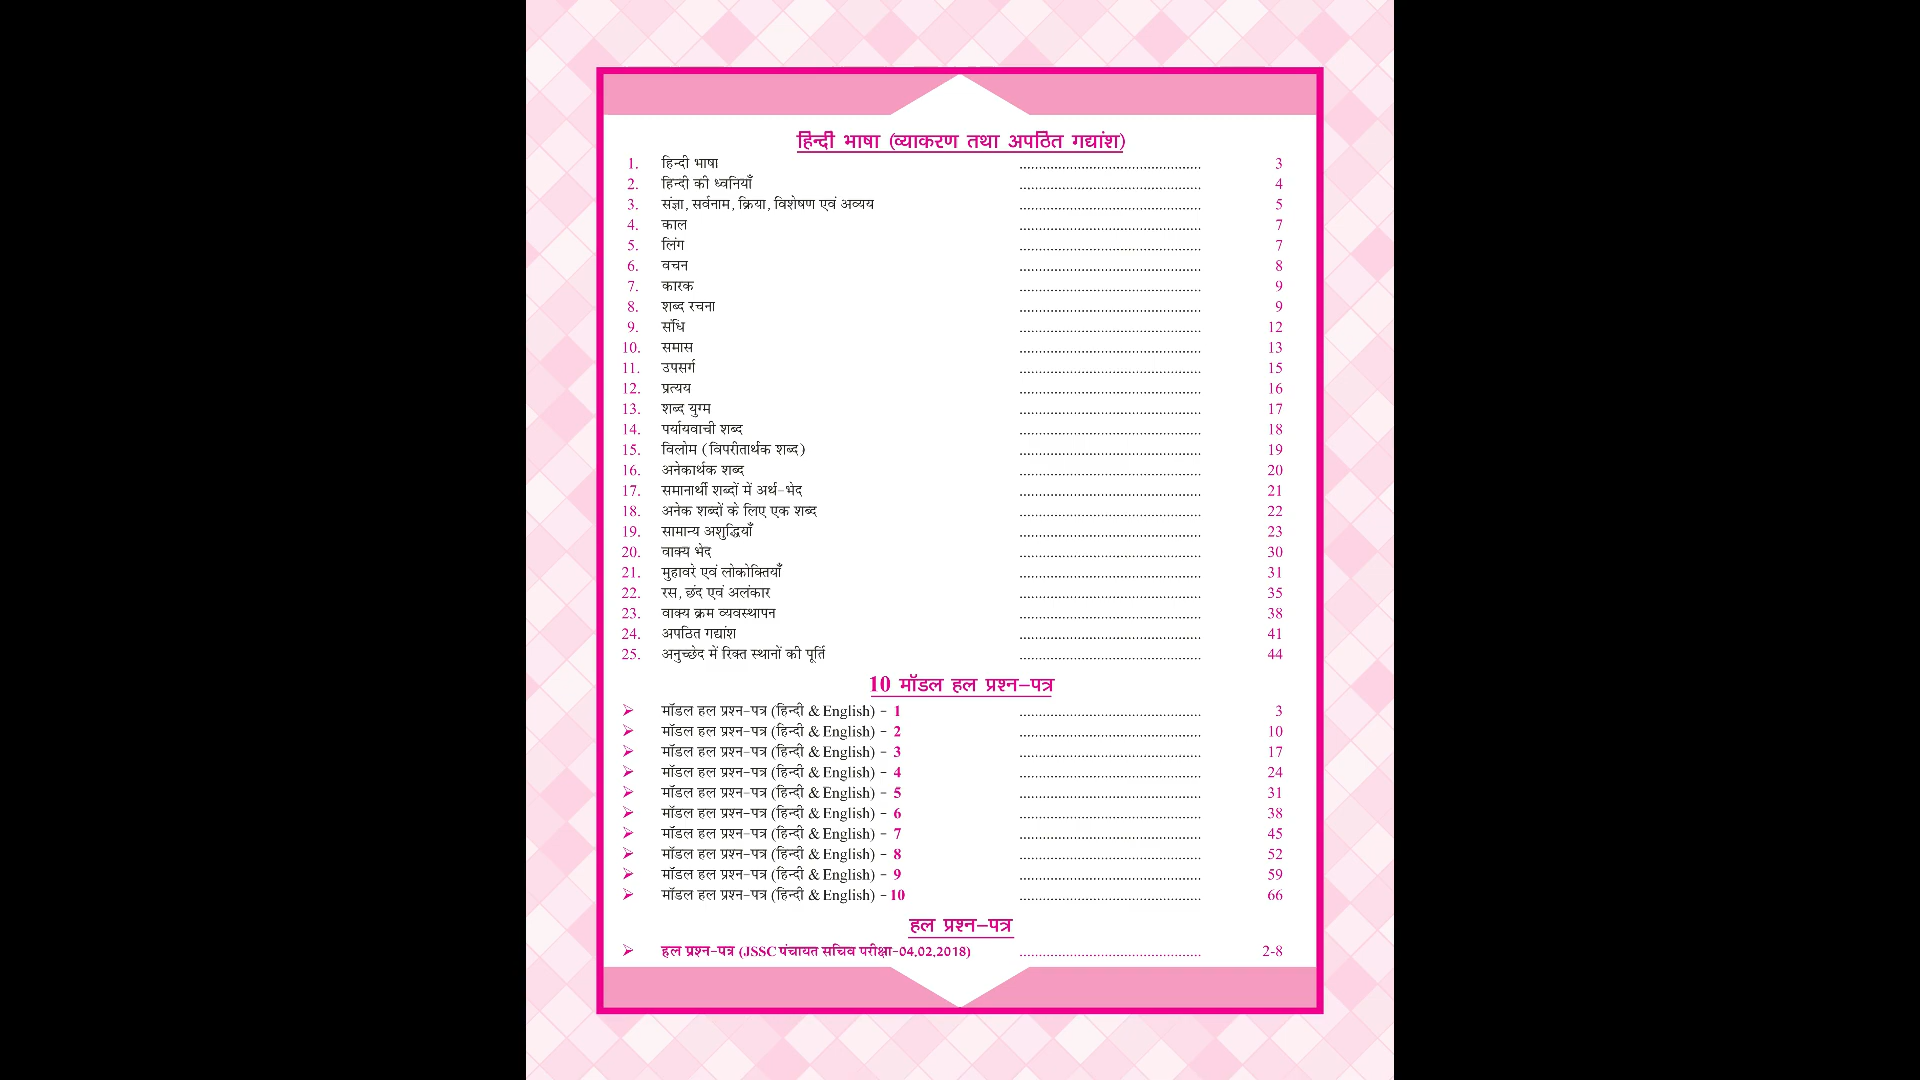 हिन्दी भाषा (व्याकरण तथा अपठित गद्यांश)
1. हिन्दी भाषा ............................................... 3
2. हिन्दी की ध्वनियाँ ............................................... 4
3. संज्ञा, सर्वनाम, क्रिया, विशेषण एवं अव्यय ............................................... 5
4. काल ............................................... 7
5. लिंग ............................................... 7
6. वचन ............................................... 8
7. कारक ............................................... 9
8. शब्द रचना ............................................... 9
9. संधि ............................................... 12
10. समास ............................................... 13
11. उपसर्ग ............................................... 15
12. प्रत्यय ............................................... 16
13. शब्द युग्म ............................................... 17
14. पर्यायवाची शब्द ............................................... 18
15. विलोम (विपरीतार्थक शब्द) ............................................... 19
16. अनेकार्थक शब्द ............................................... 20
17. समानार्थी शब्दों में अर्थ-भेद ............................................... 21
18. अनेक शब्दों के लिए एक शब्द ............................................... 22
19. सामान्य अशुद्धियाँ ............................................... 23
20. वाक्य भेद ............................................... 30
21. मुहावरे एवं लोकोक्तियाँ ............................................... 31
22. रस, छंद एवं अलंकार ............................................... 35
23. वाक्य क्रम व्यवस्थापन ............................................... 38
24. अपठित गद्यांश ............................................... 41
25. अनुच्छेद में रिक्त स्थानों की पूर्ति ............................................... 44
10 मॉडल हल प्रश्न-पत्र
➢ मॉडल हल प्रश्न-पत्र (हिन्दी & English) - 1 ............................................... 3
➢ मॉडल हल प्रश्न-पत्र (हिन्दी & English) - 2 ............................................... 10
➢ मॉडल हल प्रश्न-पत्र (हिन्दी & English) - 3 ............................................... 17
➢ मॉडल हल प्रश्न-पत्र (हिन्दी & English) - 4 ............................................... 24
➢ मॉडल हल प्रश्न-पत्र (हिन्दी & English) - 5 ............................................... 31
➢ मॉडल हल प्रश्न-पत्र (हिन्दी & English) - 6 ............................................... 38
➢ मॉडल हल प्रश्न-पत्र (हिन्दी & English) - 7 ............................................... 45
➢ मॉडल हल प्रश्न-पत्र (हिन्दी & English) - 8 ............................................... 52
➢ मॉडल हल प्रश्न-पत्र (हिन्दी & English) - 9 ............................................... 59
➢ मॉडल हल प्रश्न-पत्र (हिन्दी & English) - 10 ............................................... 66
हल प्रश्न-पत्र
➢ हल प्रश्न-पत्र (JSSC पंचायत सचिव परीक्षा-04.02.2018) ............................................... 2-8